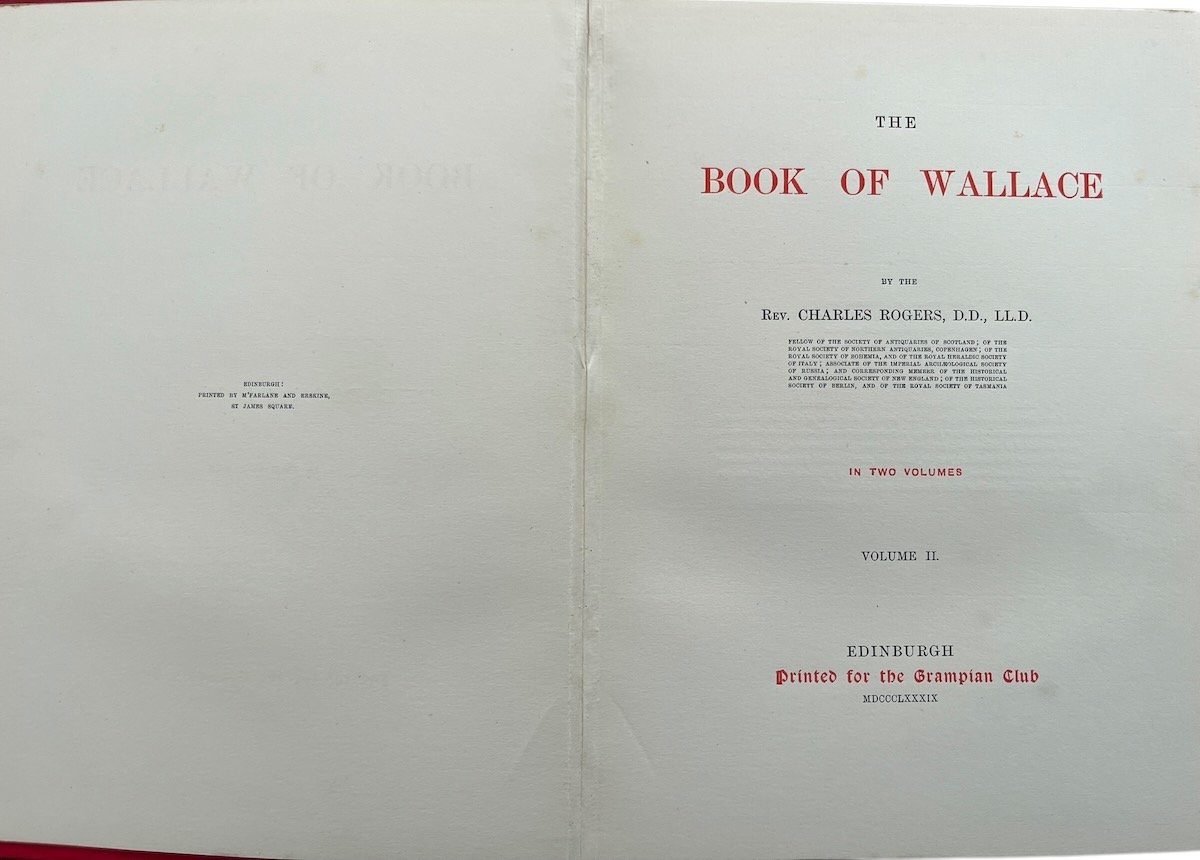 EDINBURGH:
PRINTED BY M'FARLANE AND ERSKINE,
ST JAMES SQUARE.
THE
BOOK OF WALLACE
BY THE
REV. CHARLES ROGERS, D.D., LL.D.
FELLOW OF THE SOCIETY OF ANTIQUARIES OF SCOTLAND; OF THE
ROYAL SOCIETY OF NORTHERN ANTIQUARIES, COPENHAGEN; OF THE
ROYAL SOCIETY OF BOHEMIA, AND OF THE ROYAL HERALDIC SOCIETY
OF ITALY; ASSOCIATE OF THE IMPERIAL ARCHÆOLOGICAL SOCIETY
OF RUSSIA; AND CORRESPONDING MEMBER OF THE HISTORICAL
AND GENEALOGICAL SOCIETY OF NEW ENGLAND; OF THE HISTORICAL
SOCIETY OF BERLIN, AND OF THE ROYAL SOCIETY OF TASMANIA
IN TWO VOLUMES
VOLUME II.
EDINBURGH
Printed for the Grampian Club
MDCCCLXXXIX